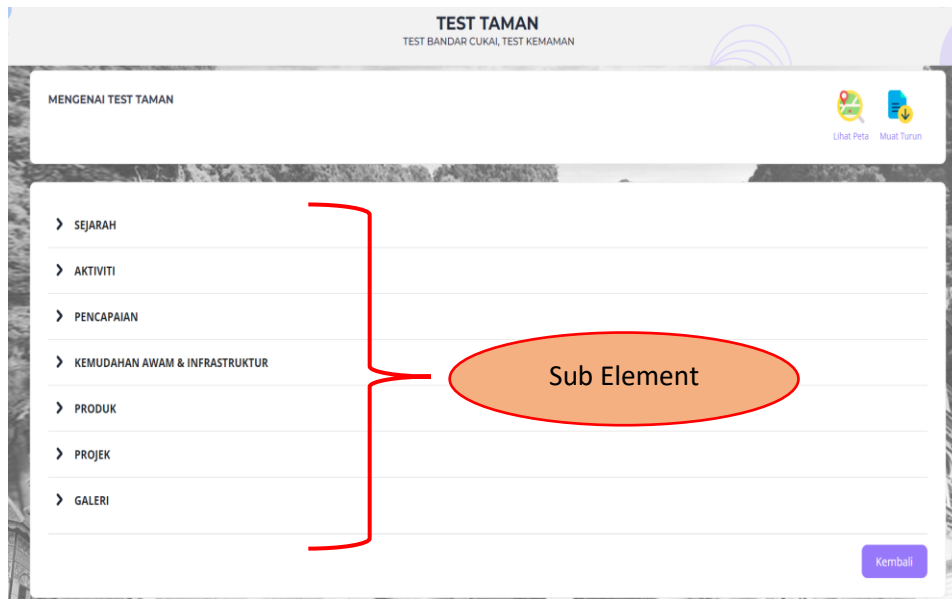 TEST TAMAN
TEST BANDAR CUKAI, TEST KEMAMAN
MENGENAI TEST TAMAN
Lihat Peta
Muat Turun
SEJARAH
AKTIVITI
PENCAPAIAN
KEMUDAHAN AWAM & INFRASTRUKTUR
PRODUK
PROJEK
GALERI
Sub Element
Kembali